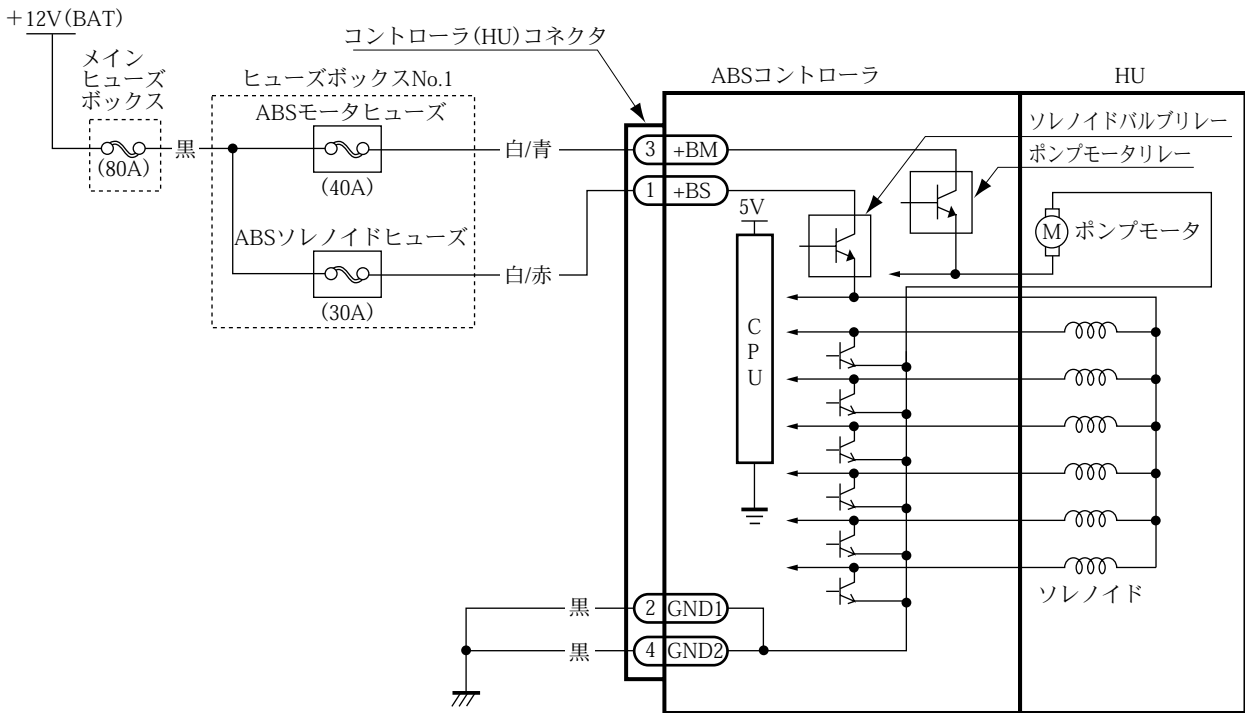 +12V(BAT)
メイン
ヒューズ
ボックス
(80A)
黒
ヒューズボックスNo.1
ABSモータヒューズ
(40A)
ABSソレノイドヒューズ
(30A)
白/青
白/赤
コントローラ(HU)コネクタ
3 +BM
1 +BS
ABSコントローラ
HU
ソレノイドバルブリレー
ポンプモータリレー
5V
CPU
M ポンプモータ
ソレノイド
黒
2 GND1
黒
4 GND2